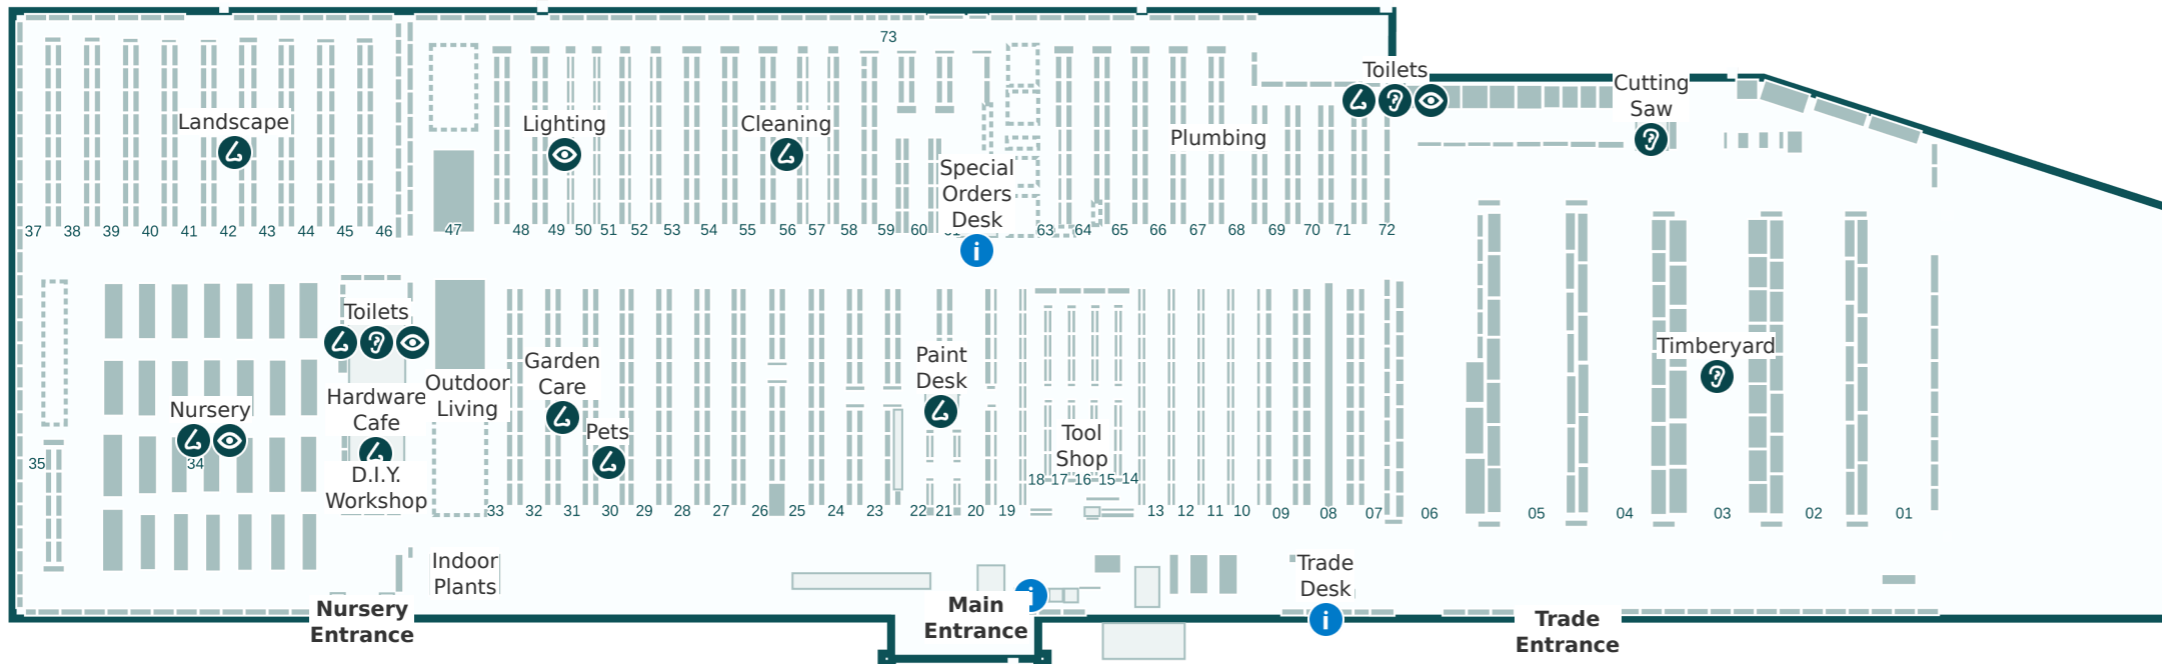 73
Toilets
Cutting
Saw
Landscape
Lighting
Cleaning
Plumbing
Special
Orders
Desk
37 38 39 40 41 42 43 44 45 46 47 48 49 50 51 52 53 54 55 56 57 58 59 60 63 64 65 66 67 68 69 70 71 72
Toilets
Timberyard
Garden
Care
Paint
Desk
Outdoor
Living
Hardware
Cafe
Nursery
Pets
Tool
Shop
35 34
D.I.Y.
Workshop
18 17 16 15 14
33 32 31 30 29 28 27 26 25 24 23 22 21 20 19 13 12 11 10 09 08 07 06 05 04 03 02 01
Indoor
Plants
Trade
Desk
Nursery
Entrance
Main
Entrance
Trade
Entrance